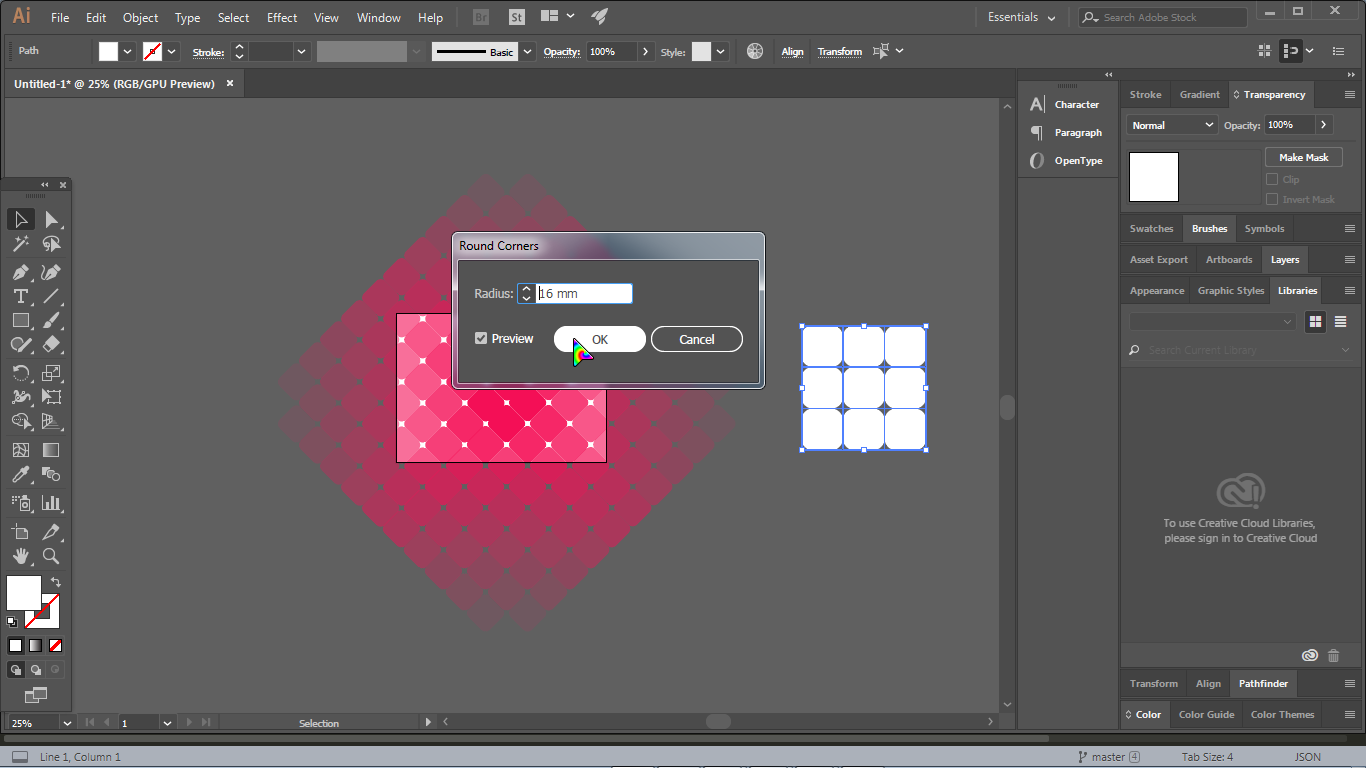 Ai File Edit Object Type Select Effect View Window Help Br St Essentials Search Adobe Stock
Path Stroke: Basic Opacity: 100% Style: Align Transform
Untitled-1* @ 25% (RGB/GPU Preview) ×
Character
Paragraph
OpenType
Stroke Gradient Transparency
Normal Opacity: 100%
Make Mask
Clip
Invert Mask
Swatches Brushes Symbols
Asset Export Artboards Layers
Appearance Graphic Styles Libraries
Search Current Library
To use Creative Cloud Libraries,
please sign in to Creative Cloud
Transform Align Pathfinder
Color Color Guide Color Themes
Round Corners
Radius: 16 mm
Preview OK Cancel
25% 1 Selection
Line 1, Column 1 master 4 Tab Size: 4 JSON